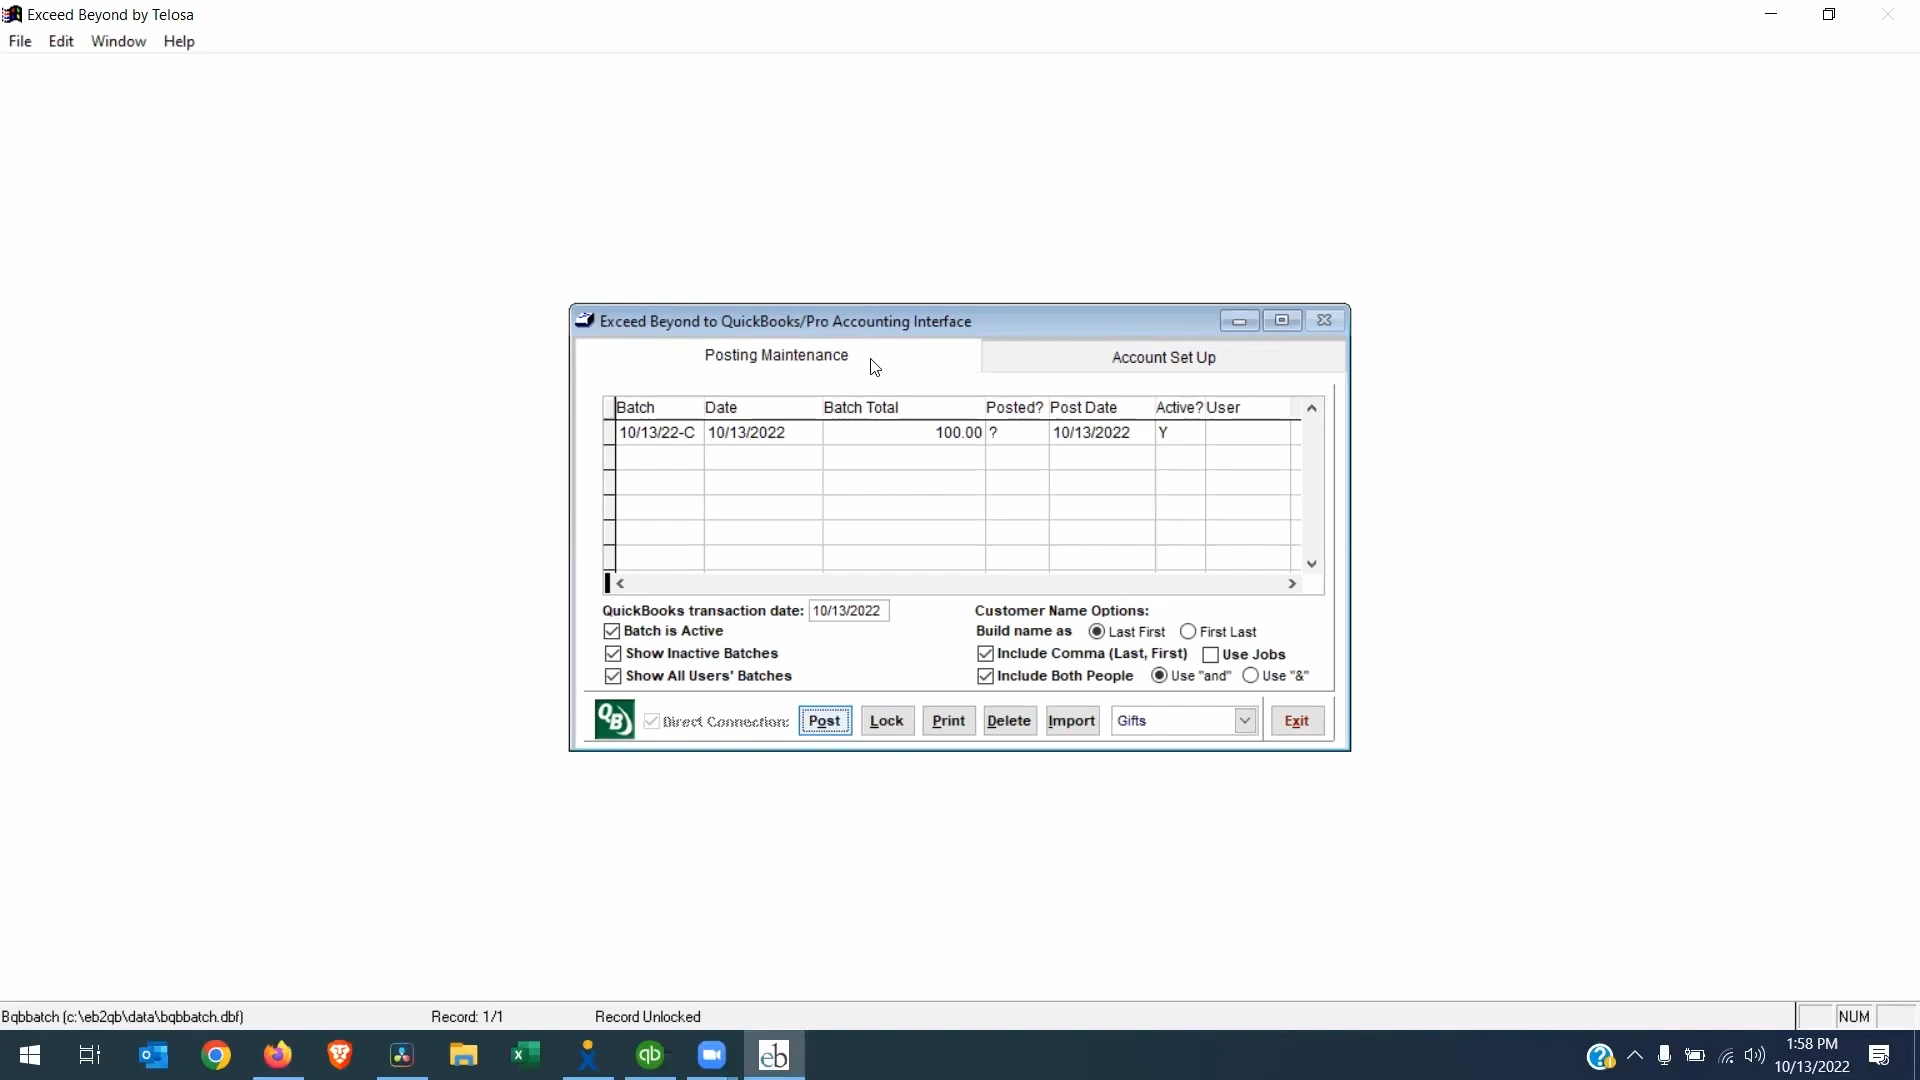 Exceed Beyond by Telosa
File Edit Window Help
Exceed Beyond to QuickBooks/Pro Accounting Interface
Posting Maintenance Account Set Up
Batch Date Batch Total Posted? Post Date Active? User
10/13/22-C 10/13/2022 100.00 ? 10/13/2022 Y
QuickBooks transaction date: 10/13/2022 Customer Name Options:
Batch is Active Build name as Last First First Last
Show Inactive Batches Include Comma (Last, First) Use Jobs
Show All Users' Batches Include Both People Use "and" Use "&"
QB Direct Connection: Post Lock Print Delete Import Gifts Exit
Bqbbatch (c:\eb2qb\data\bqbbatch.dbf) Record: 1/1 Record Unlocked NUM
qb eb 1:58 PM
10/13/2022